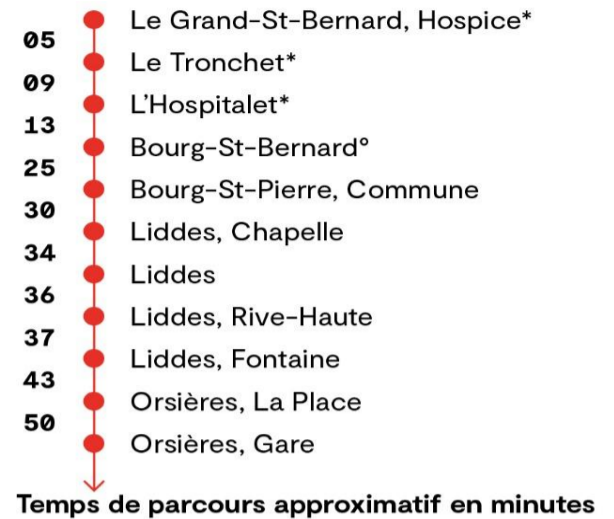 Le Grand-St-Bernard, Hospice*
05
Le Tronchet*
09
L'Hospitalet*
13
Bourg-St-Bernard°
25
Bourg-St-Pierre, Commune
30
Liddes, Chapelle
34
Liddes
36
Liddes, Rive-Haute
37
Liddes, Fontaine
43
Orsières, La Place
50
Orsières, Gare
Temps de parcours approximatif en minutes